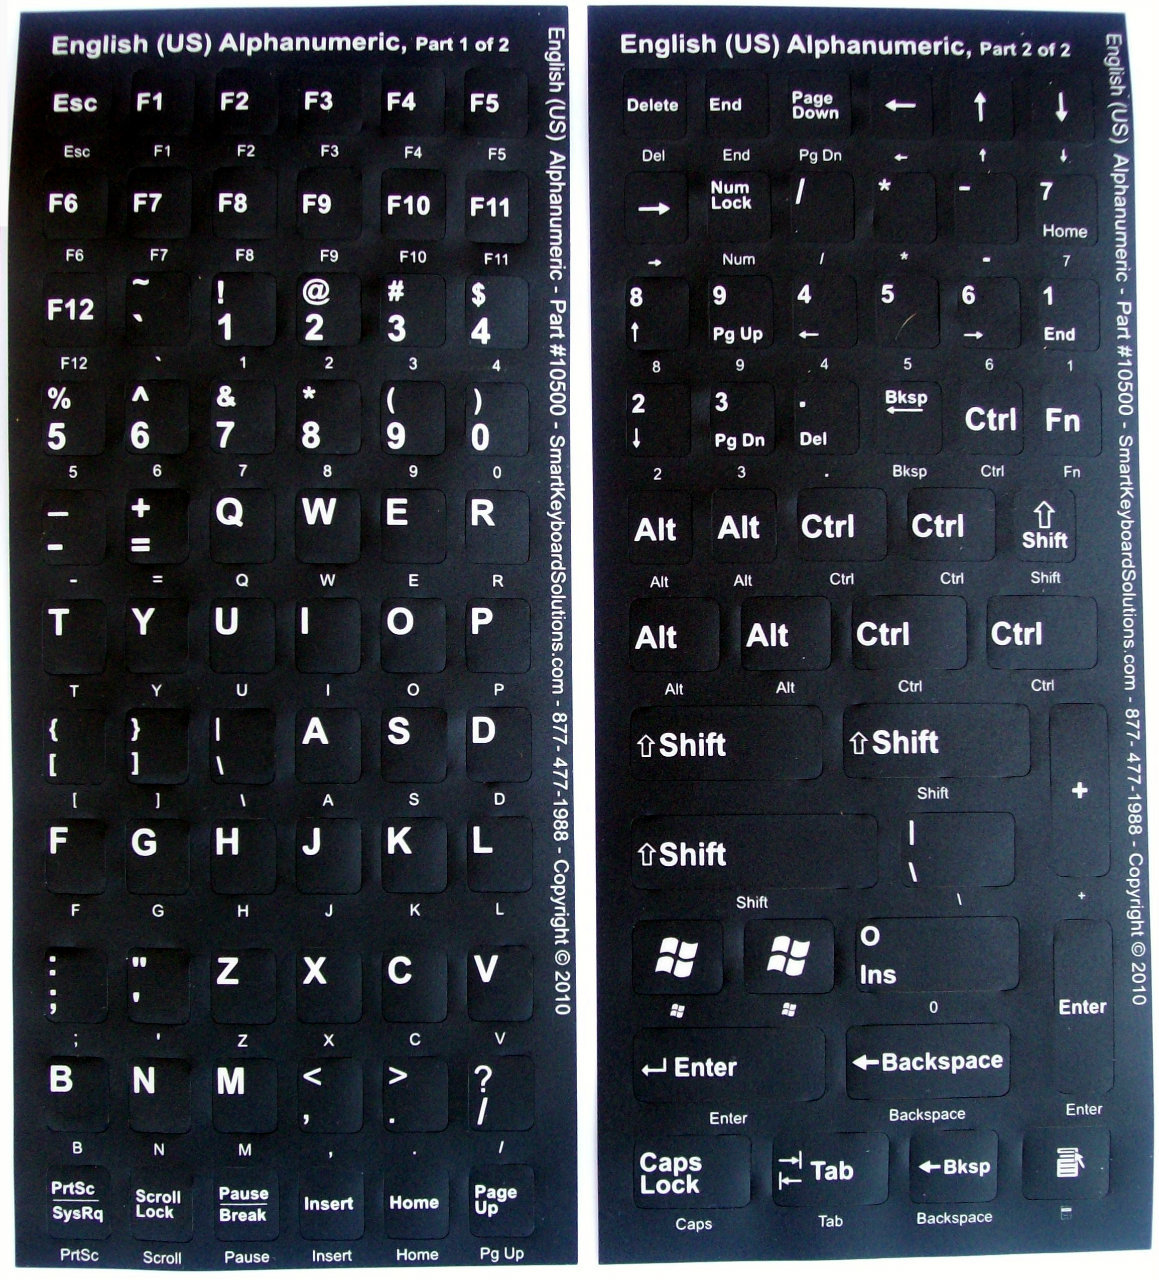 English (US) Alphanumeric, Part 1 of 2
Esc F1 F2 F3 F4 F5
Esc F1 F2 F3 F4 F5
F6 F7 F8 F9 F10 F11
F6 F7 F8 F9 F10 F11
F12 ~ ! @ # $
` 1 2 3 4
F12 ` 1 2 3 4
% ^ & * ( )
5 6 7 8 9 0
5 6 7 8 9 0
— + Q W E R
- =
- = Q W E R
T Y U I O P
T Y U I O P
{ } | A S D
[ ] \
[ ] \ A S D
F G H J K L
F G H J K L
: " Z X C V
; '
; ' Z X C V
B N M < > ?
, . /
B N M , . /
PrtSc Scroll Pause Insert Home Page
SysRq Lock Break Up
PrtSc Scroll Pause Insert Home Pg Up
English (US) Alphanumeric - Part #10500 - SmartKeyboardSolutions.com - 877- 477-1988 - Copyright © 2010
English (US) Alphanumeric, Part 2 of 2
Delete End Page ← ↑ ↓
Down
Del End Pg Dn ← ↑ ↓
→ Num / * - 7
Lock Home
→ Num / * - 7
8 9 4 5 6 1
↑ Pg Up ← → End
8 9 4 5 6 1
2 3 . Bksp Ctrl Fn
↓ Pg Dn Del ←
2 3 . Bksp Ctrl Fn
Alt Alt Ctrl Ctrl ⇧
Shift
Alt Alt Ctrl Ctrl Shift
Alt Alt Ctrl Ctrl
Alt Alt Ctrl Ctrl
⇧Shift ⇧Shift +
Shift
⇧Shift |
\
Shift \ +
O
Ins
0
Enter
↵ Enter ←Backspace
Enter Backspace Enter
Caps Tab ←Bksp
Lock
Caps Tab Backspace
English (US) Alphanumeric - Part #10500 - SmartKeyboardSolutions.com - 877- 477-1988 - Copyright © 2010